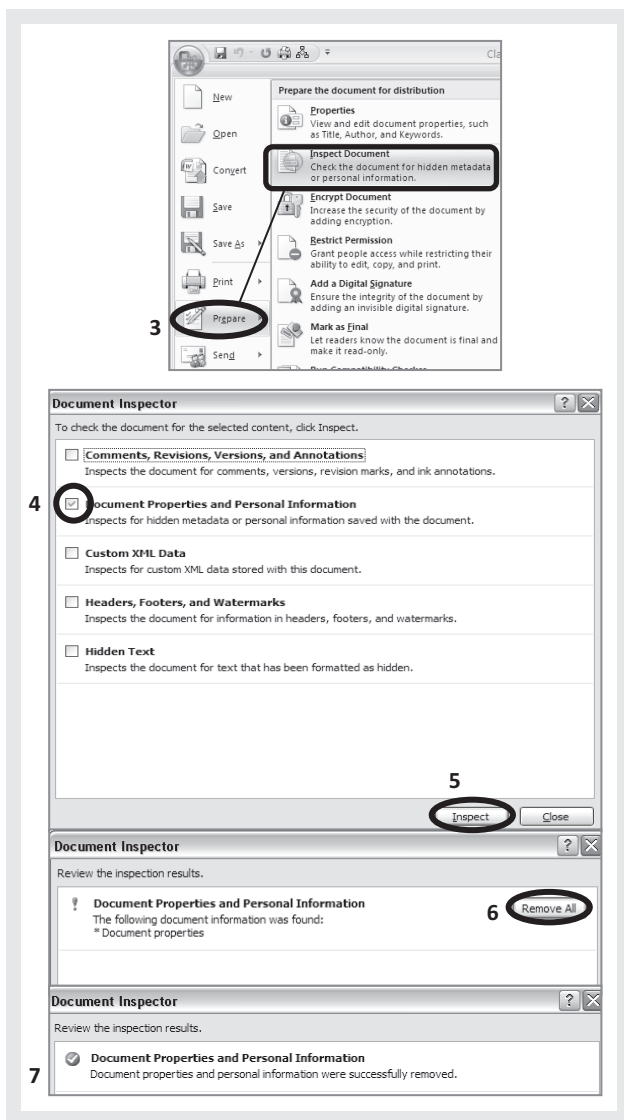 Cla
New
Prepare the document for distribution
Properties
View and edit document properties, such
as Title, Author, and Keywords.
Open
Inspect Document
Check the document for hidden metadata
or personal information.
Convert
Encrypt Document
Increase the security of the document by
adding encryption.
Save
Save As
Restrict Permission
Grant people access while restricting their
ability to edit, copy, and print.
Print
Add a Digital Signature
Ensure the integrity of the document by
adding an invisible digital signature.
3
Prepare
Mark as Final
Let readers know the document is final and
make it read-only.
Send
Run Compatibility Checker
Document Inspector
To check the document for the selected content, click Inspect.
Comments, Revisions, Versions, and Annotations
Inspects the document for comments, versions, revision marks, and ink annotations.
4
Document Properties and Personal Information
Inspects for hidden metadata or personal information saved with the document.
Custom XML Data
Inspects for custom XML data stored with this document.
Headers, Footers, and Watermarks
Inspects the document for information in headers, footers, and watermarks.
Hidden Text
Inspects the document for text that has been formatted as hidden.
5
Inspect Close
Document Inspector
Review the inspection results.
Document Properties and Personal Information
The following document information was found:
* Document properties
6 Remove All
Document Inspector
Review the inspection results.
Document Properties and Personal Information
7 Document properties and personal information were successfully removed.